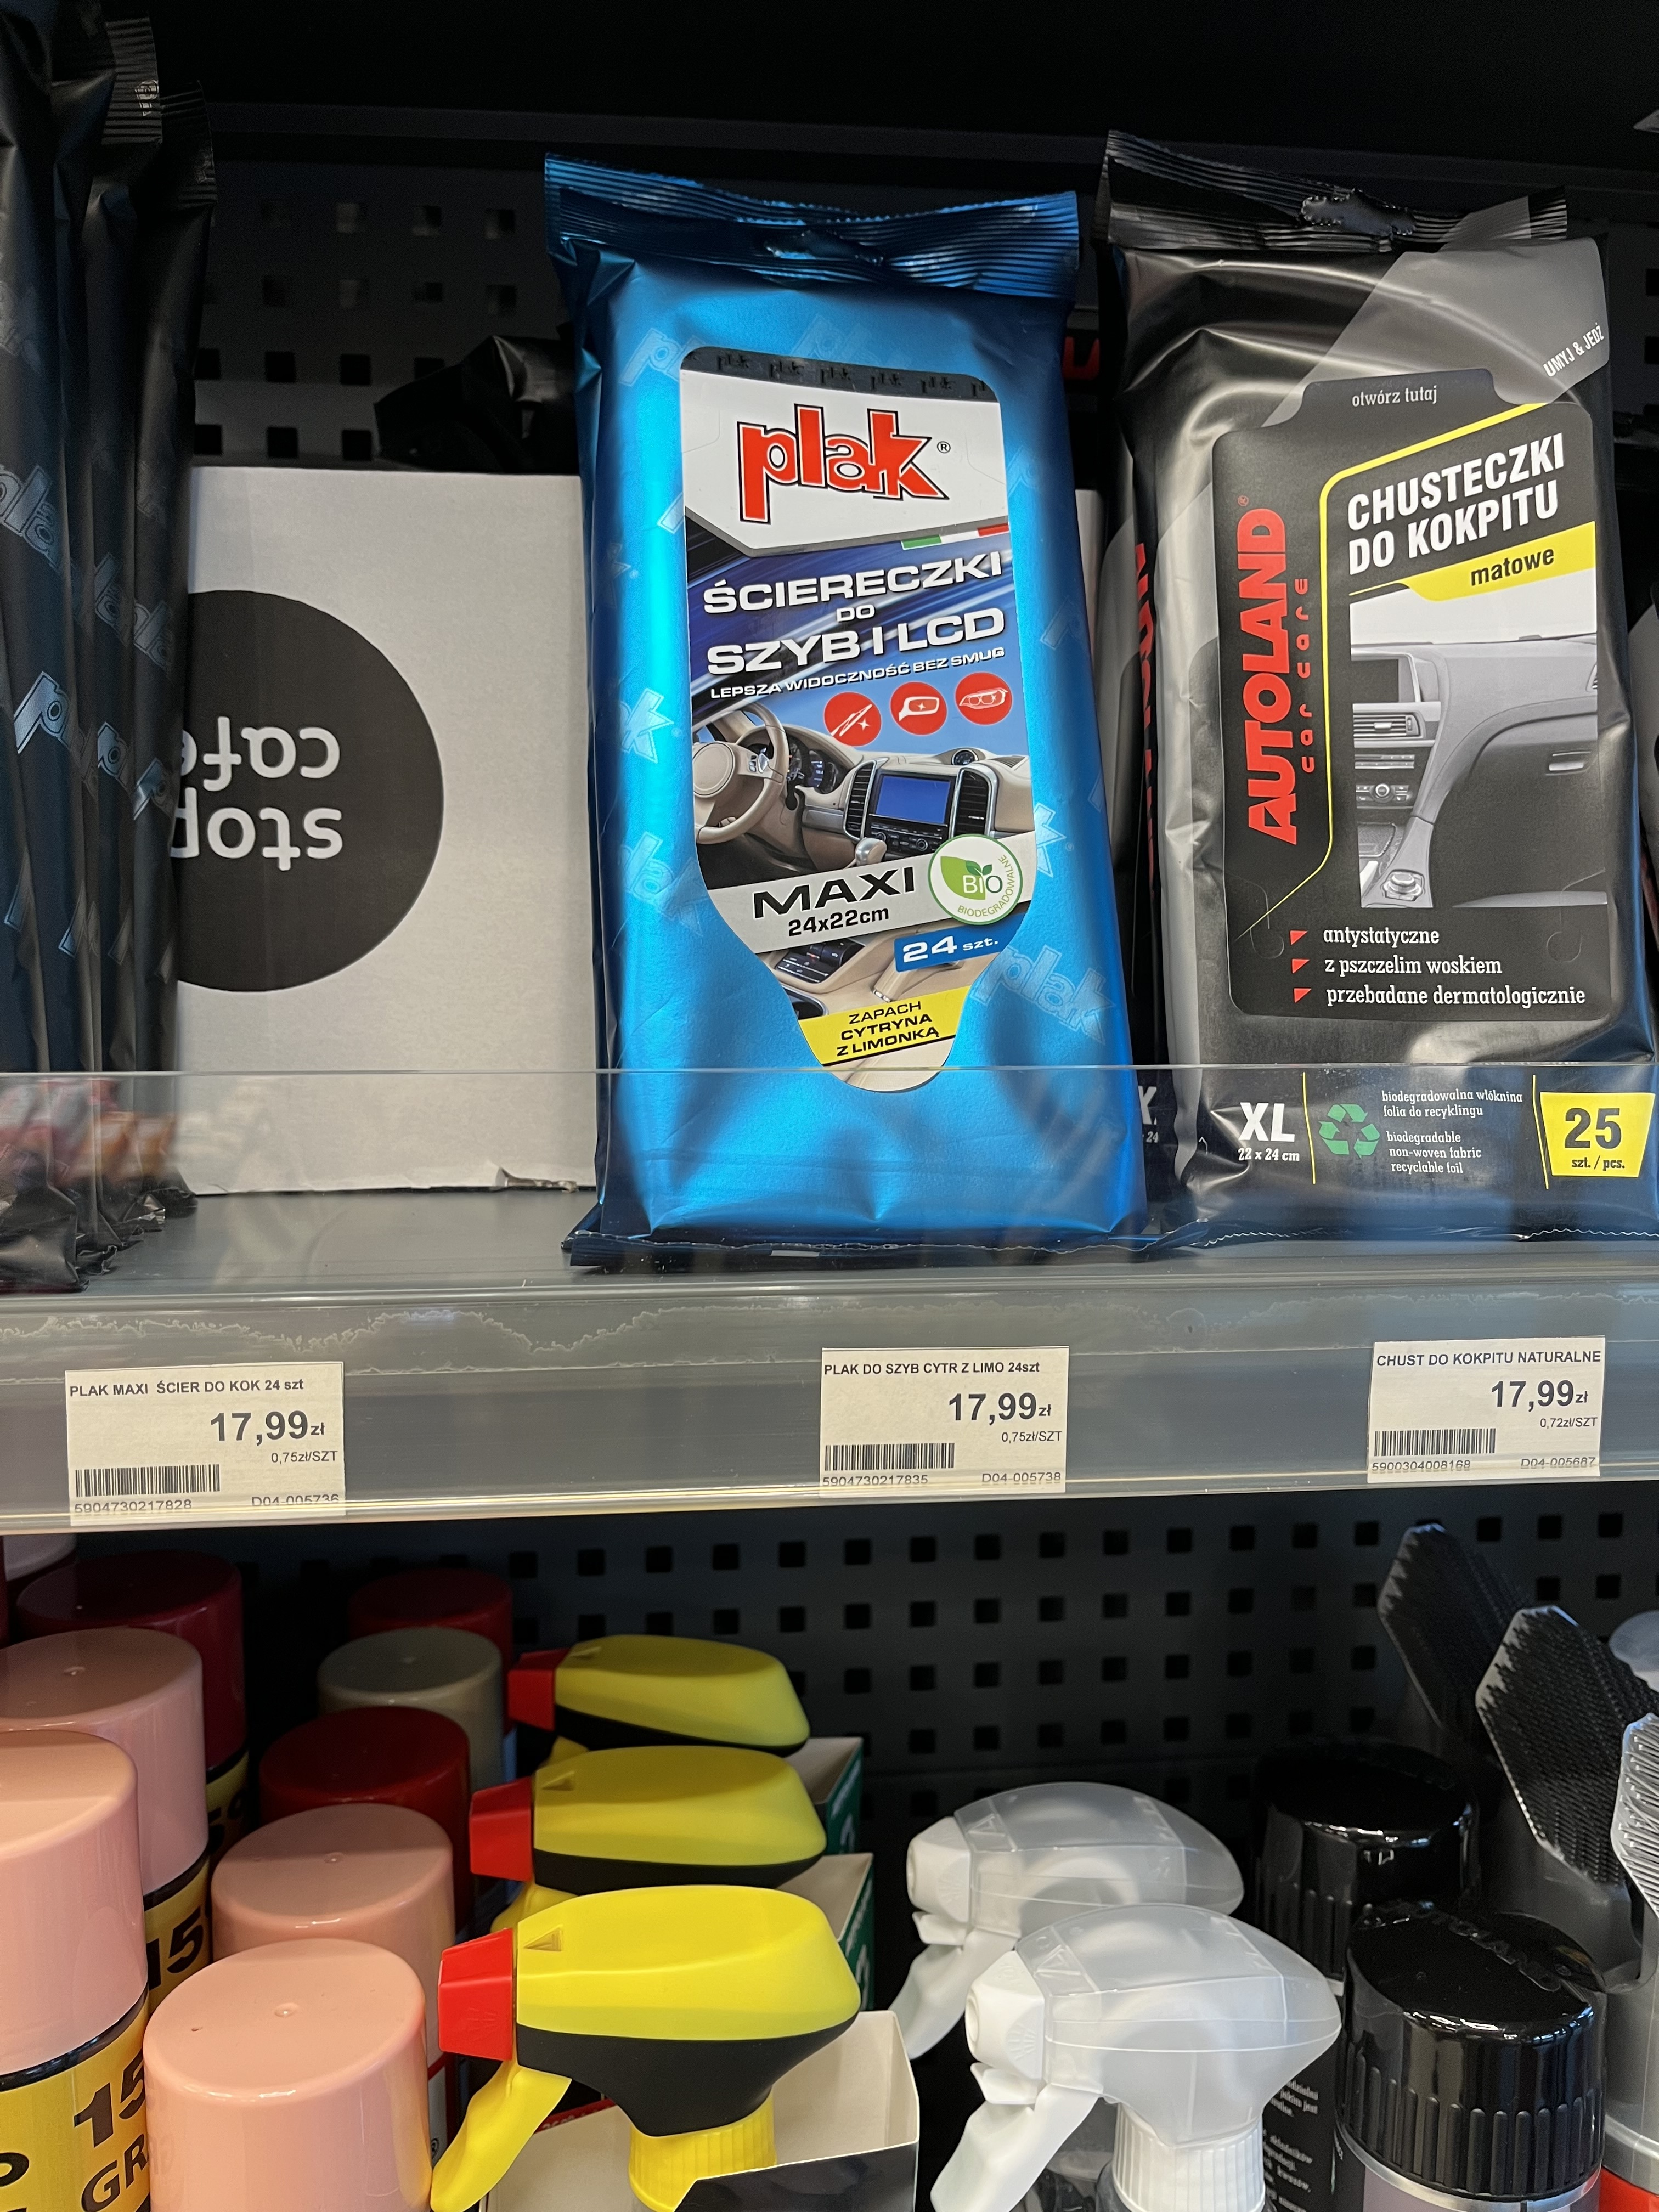 stop
cafe
plak®
ŚCIERECZKI
DO
SZYB I LCD
LEPSZA WIDOCZNOŚĆ BEZ SMUG
MAXI
24x22cm
BIO
BIODEGRADOWALNE
24 szt.
ZAPACH
CYTRYNA
Z LIMONKĄ
UMYJ & JEDŹ
otwórz tutaj
AUTOLAND®
car care
CHUSTECZKI
DO KOKPITU
matowe
antystatyczne
z pszczelim woskiem
przebadane dermatologicznie
XL
22 x 24 cm
biodegradowalna włóknina
folia do recyklingu
biodegradable
non-woven fabric
recyclable foil
25
szt. / pcs.
PLAK MAXI ŚCIER DO KOK 24 szt
17,99zł
0,75zł/SZT
5904730217828 D04-005736
PLAK DO SZYB CYTR Z LIMO 24szt
17,99zł
0,75zł/SZT
5904730217835 D04-005738
CHUST DO KOKPITU NATURALNE
17,99zł
0,72zł/SZT
5900304008168 D04-005687
15
15
GR